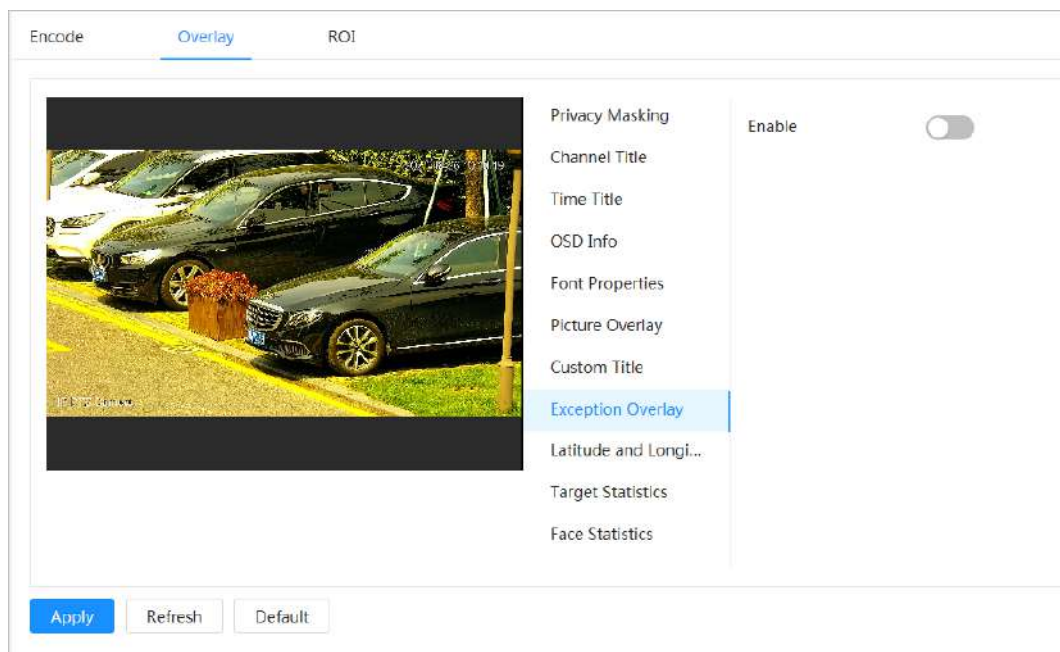 Encode
Overlay
ROI
Privacy Masking
Channel Title
Time Title
OSD Info
Font Properties
Picture Overlay
Custom Title
Exception Overlay
Latitude and Longi...
Target Statistics
Face Statistics
Enable
Apply
Refresh
Default